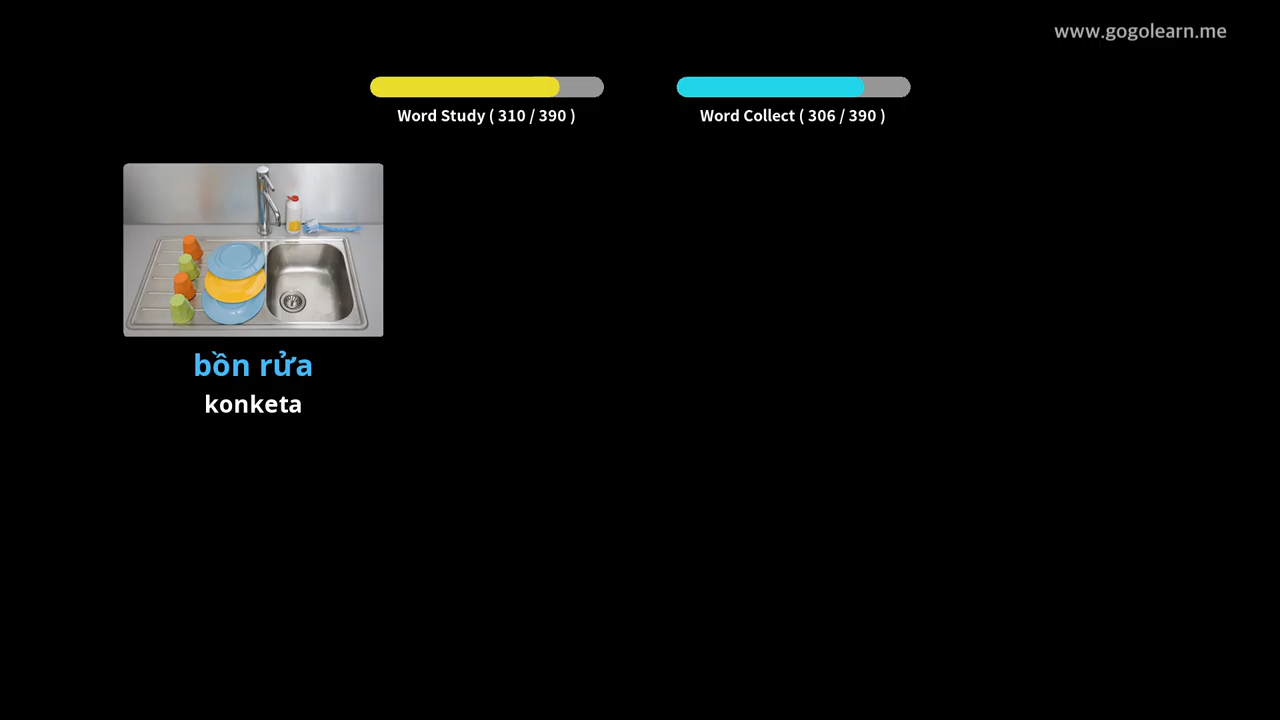 www.gogolearn.me
Word Study ( 310 / 390 )
Word Collect ( 306 / 390 )
bồn rửa
konketa